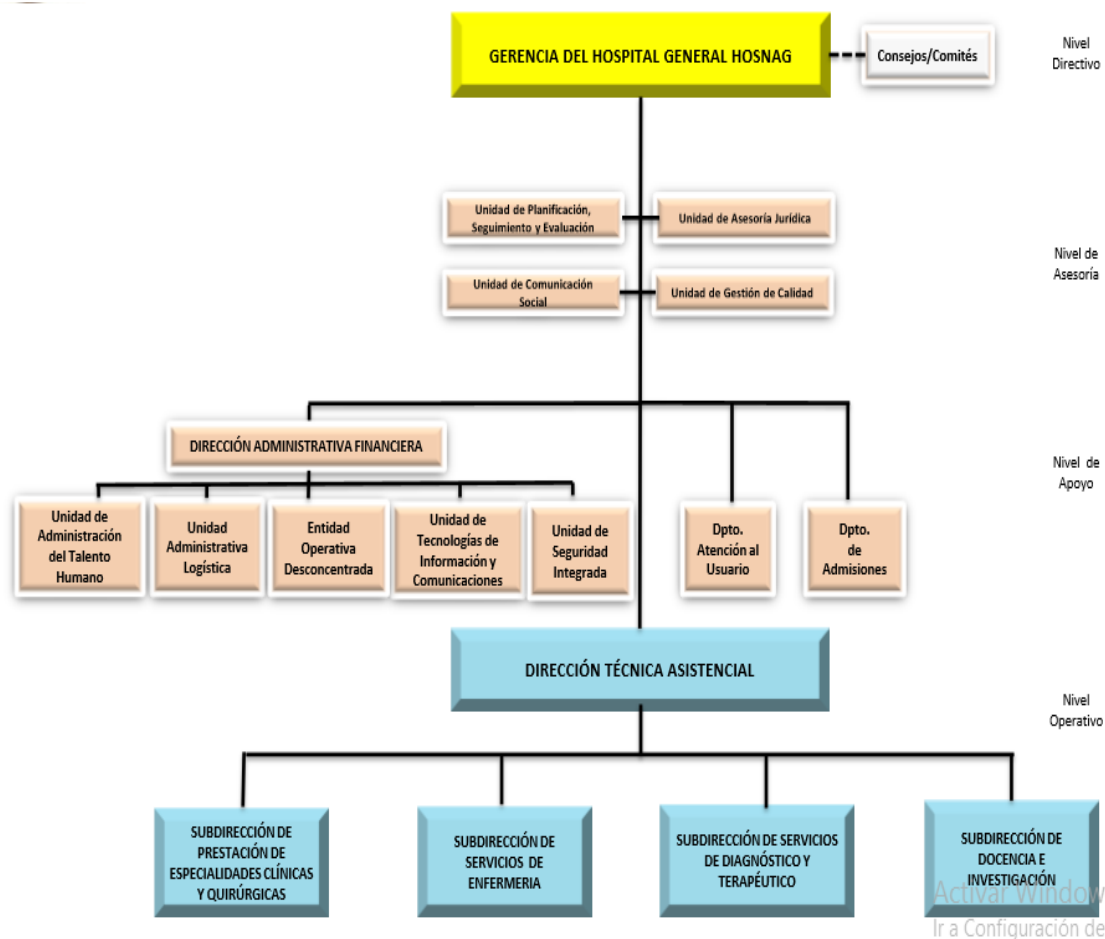 GERENCIA DEL HOSPITAL GENERAL HOSNAG
Consejos/Comités
Nivel
Directivo
Unidad de Planificación,
Seguimiento y Evaluación
Unidad de Asesoría Jurídica
Unidad de Comunicación
Social
Unidad de Gestión de Calidad
Nivel de
Asesoría
DIRECCIÓN ADMINISTRATIVA FINANCIERA
Nivel de
Apoyo
Unidad de
Administración
del Talento
Humano
Unidad
Administrativa
Logística
Entidad
Operativa
Desconcentrada
Unidad de
Tecnologías de
Información y
Comunicaciones
Unidad de
Seguridad
Integrada
Dpto.
Atención al
Usuario
Dpto.
de
Admisiones
DIRECCIÓN TÉCNICA ASISTENCIAL
Nivel
Operativo
SUBDIRECCIÓN DE
PRESTACIÓN DE
ESPECIALIDADES CLÍNICAS
Y QUIRÚRGICAS
SUBDIRECCIÓN DE
SERVICIOS DE
ENFERMERIA
SUBDIRECCIÓN DE SERVICIOS
DE DIAGNÓSTICO Y
TERAPÉUTICO
SUBDIRECCIÓN DE
DOCENCIA E
INVESTIGACIÓN
Activar Window
Ir a Configuración de